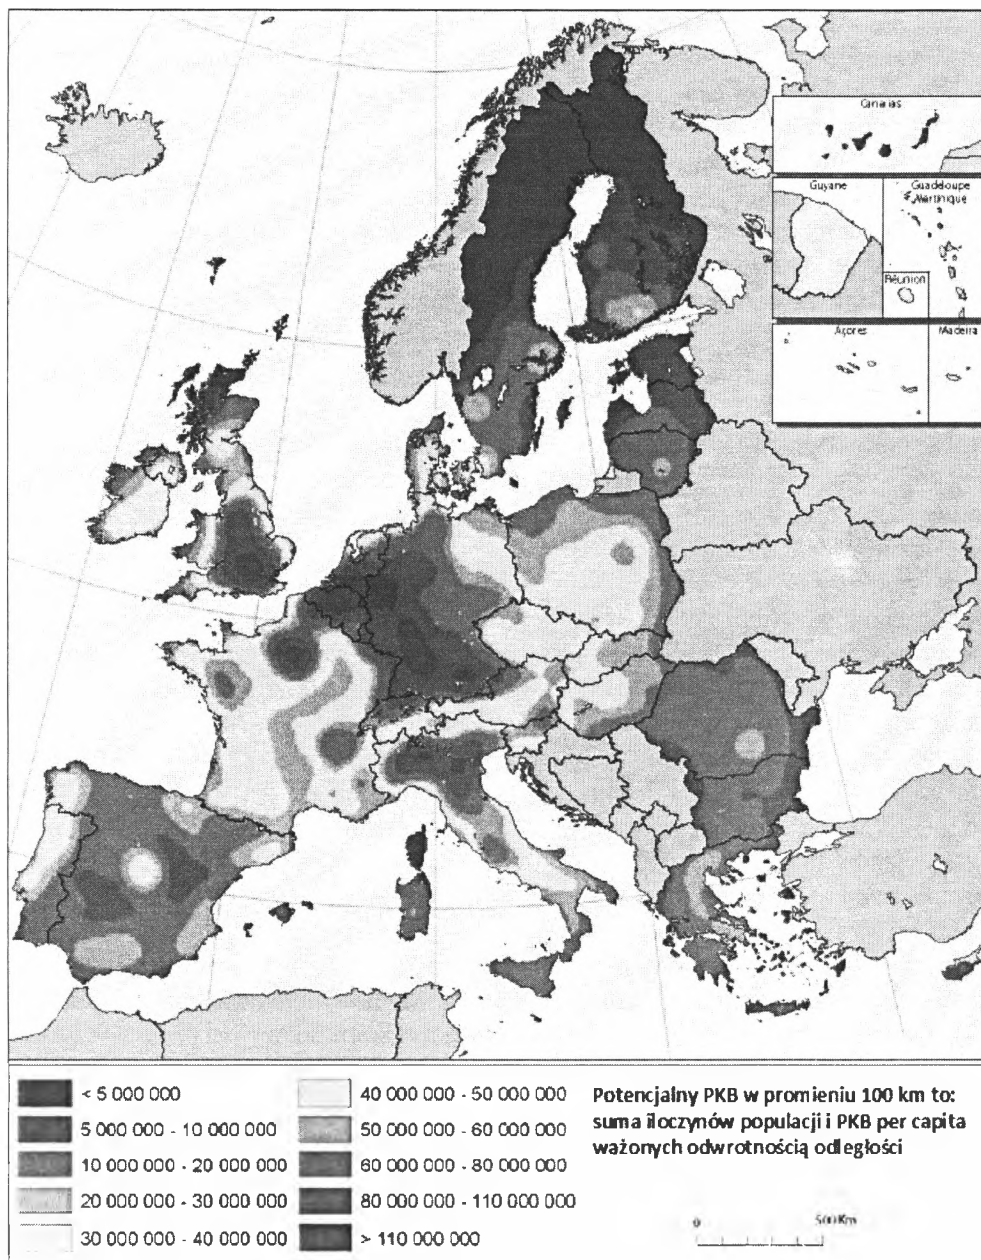 Canarias
Guyane
Guadeloupe
Martinique
Réunion
Açores
Madeira
< 5 000 000
5 000 000 - 10 000 000
10 000 000 - 20 000 000
20 000 000 - 30 000 000
30 000 000 - 40 000 000
40 000 000 - 50 000 000
50 000 000 - 60 000 000
60 000 000 - 80 000 000
80 000 000 - 110 000 000
> 110 000 000
Potencjalny PKB w promieniu 100 km to:
suma iloczynów populacji i PKB per capita
ważonych odwrotnością odległości
0 500 Km